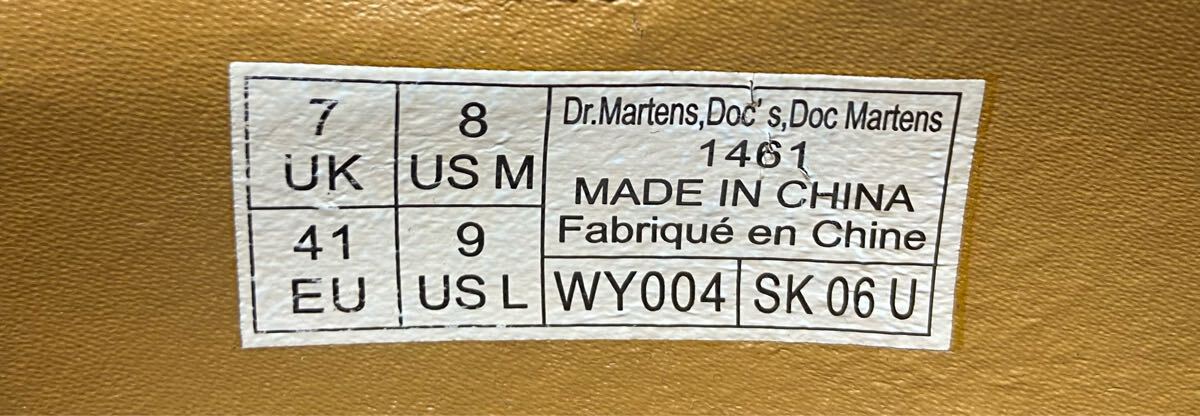 7
UK
8
US M
41
EU
9
US L
Dr.Martens,Doc's,Doc Martens
1461
MADE IN CHINA
Fabriqué en Chine
WY004
SK 06 U